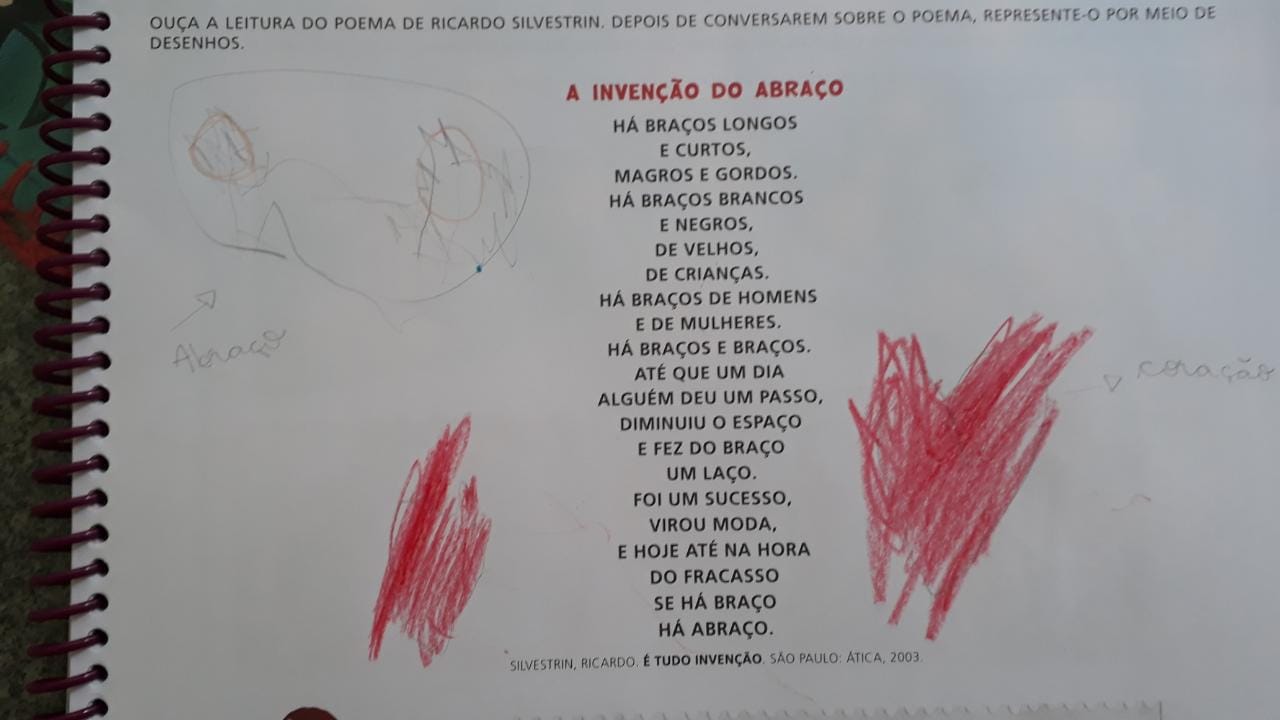 OUÇA A LEITURA DO POEMA DE RICARDO SILVESTRIN. DEPOIS DE CONVERSAREM SOBRE O POEMA, REPRESENTE-O POR MEIO DE
DESENHOS.
A INVENÇÃO DO ABRAÇO
HÁ BRAÇOS LONGOS
E CURTOS,
MAGROS E GORDOS.
HÁ BRAÇOS BRANCOS
E NEGROS,
DE VELHOS,
DE CRIANÇAS.
HÁ BRAÇOS DE HOMENS
E DE MULHERES.
HÁ BRAÇOS E BRAÇOS.
ATÉ QUE UM DIA
ALGUÉM DEU UM PASSO,
DIMINUIU O ESPAÇO
E FEZ DO BRAÇO
UM LAÇO.
FOI UM SUCESSO,
VIROU MODA,
E HOJE ATÉ NA HORA
DO FRACASSO
SE HÁ BRAÇO
HÁ ABRAÇO.
SILVESTRIN, RICARDO. É TUDO INVENÇÃO. SÃO PAULO: ÁTICA, 2003.
Abraço
coração